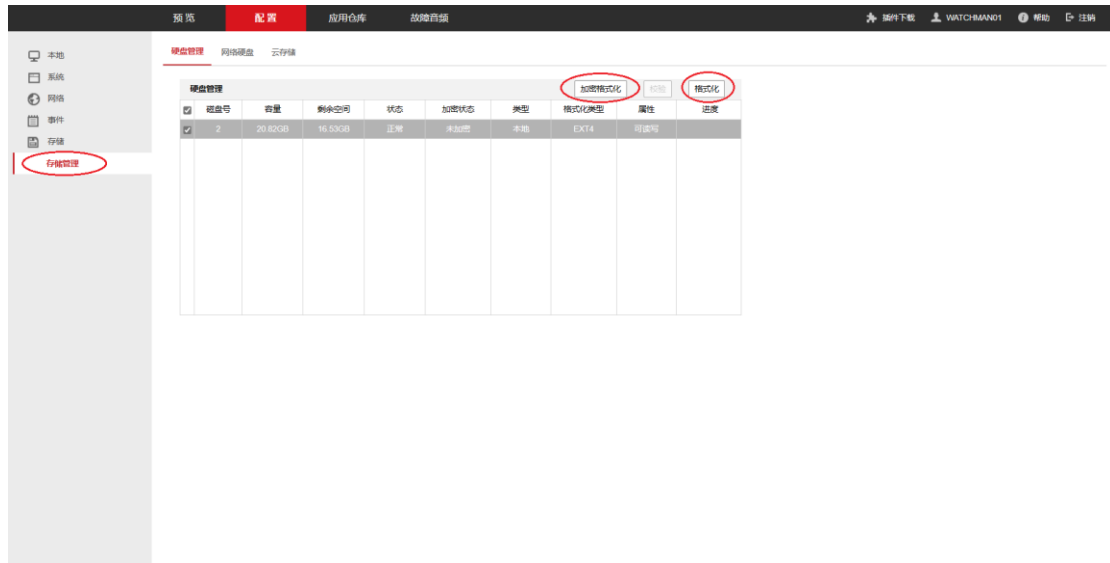 预览 配置 应用仓库 故障音频 插件下载 WATCHMAN01 帮助 注销
本地
系统
网络
事件
存储
存储管理
硬盘管理 网络硬盘 云存储
硬盘管理 加密格式化 校验 格式化
磁盘号 容量 剩余空间 状态 加密状态 类型 格式化类型 属性 进度
2 20.82GB 16.53GB 正常 未加密 本地 EXT4 可读写